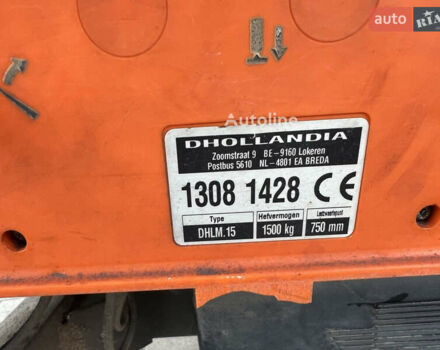 auto RIA
Autoline
DHOLLANDIA
Zoomstraat 9 BE-9160 Lokeren
Postbus 5610 NL-4801 EA BREDA
1308 1428 CE
Type Hefvermogen Lastzwaartepunt
DHLM.15 1500 kg 750 mm